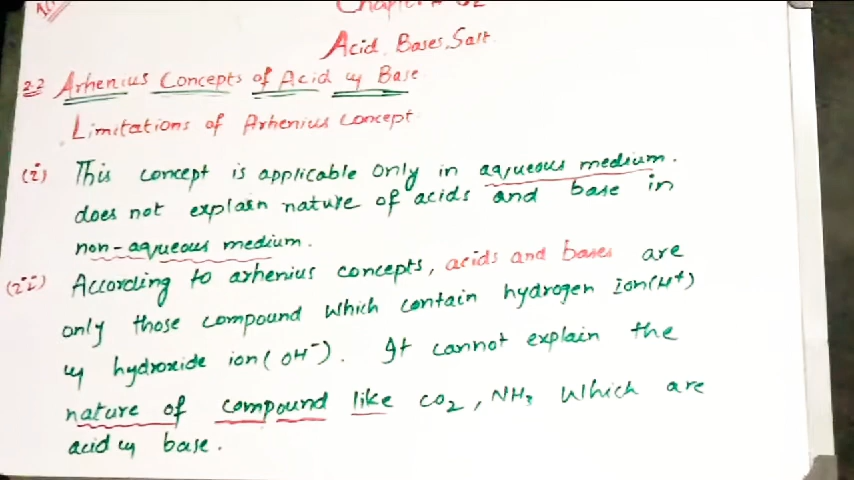 Acid, Bases, Salt
2.2 Arhenius Concepts of Acid & Base
Limitations of Arhenius Concept
(i) This concept is applicable only in aqueous medium.
does not explain nature of acids and base in
non-aqueous medium.
(ii) According to arhenius concepts, acids and bases are
only those compound which contain hydrogen ion(H⁺)
& hydroxide ion (OH⁻). It cannot explain the
nature of compound like CO₂, NH₃ which are
acid & base.